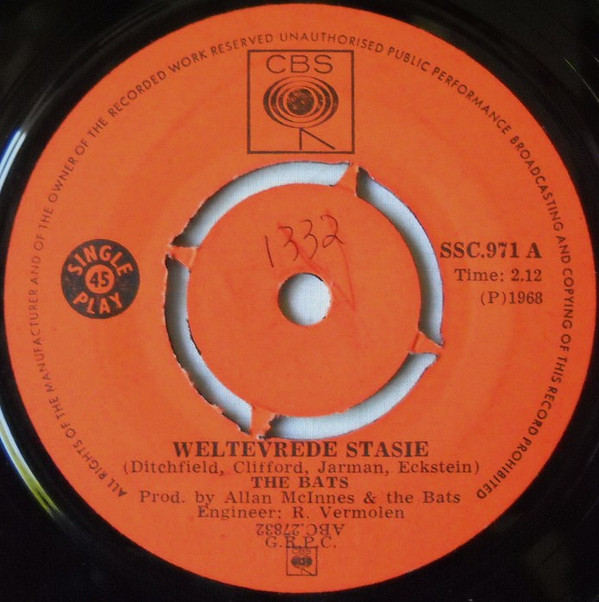 ALL RIGHTS OF THE MANUFACTURER AND OF THE OWNER OF THE RECORDED WORK RESERVED UNAUTHORISED PUBLIC PERFORMANCE BROADCASTING AND COPYING OF THIS RECORD PROHIBITED
CBS
1332
SINGLE
45
PLAY
SSC.971 A
Time: 2.12
(P)1968
WELTEVREDE STASIE
(Ditchfield, Clifford, Jarman, Eckstein)
THE BATS
Prod. by Allan McInnes & the Bats
Engineer: R. Vermolen
ABC.27832
G.R.P.C.
CBS